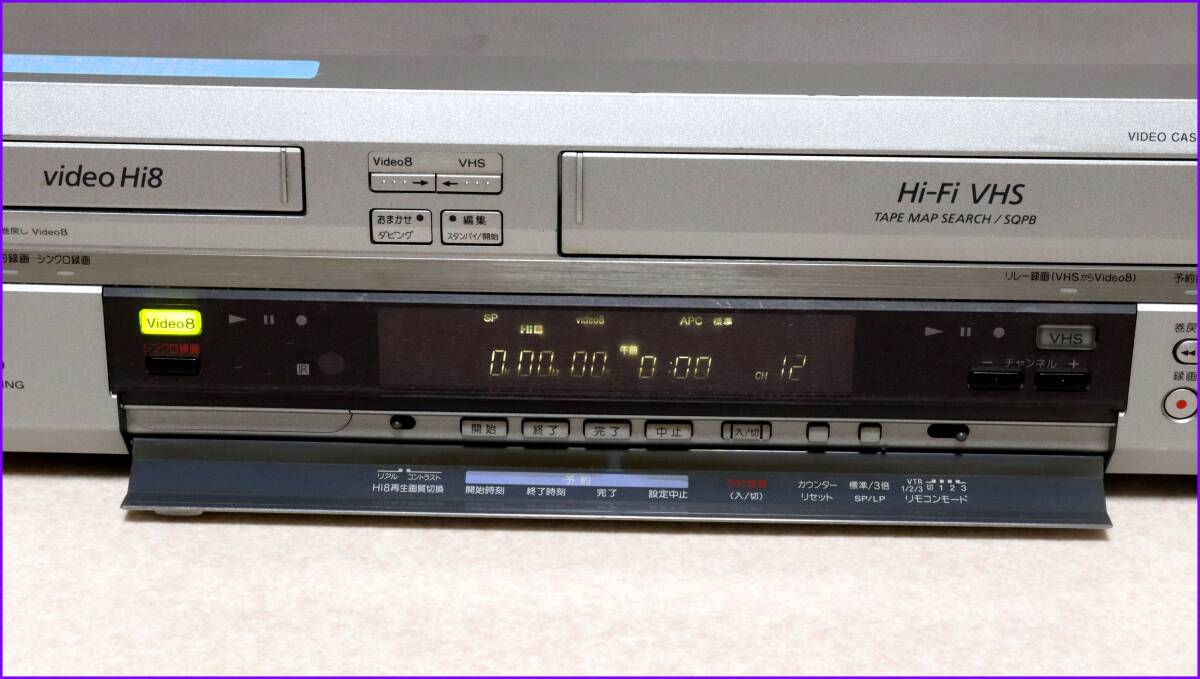 VIDEO CAS
video Hi8
Video8 VHS
おまかせ
ダビング
編集
スタンバイ/開始
Hi-Fi VHS
TAPE MAP SEARCH / SQPB
巻戻し Video8
録画 シンクロ録画
リレー録画(VHSからVideo8)
予約
Video8
シンクロ録画
SP video8 APC 標準
Hi8
午前
0:00 CH 12
VHS
− チャンネル +
巻戻
録画
NG
開始 終了 完了 中止 入/切
リアル コントラスト
Hi8再生画質切換
予約
開始時刻 終了時刻 完了 設定中止
(入/切)
カウンター
リセット
標準/3倍
SP/LP
VTR
1/2/3 切 1 2 3
リモコンモード